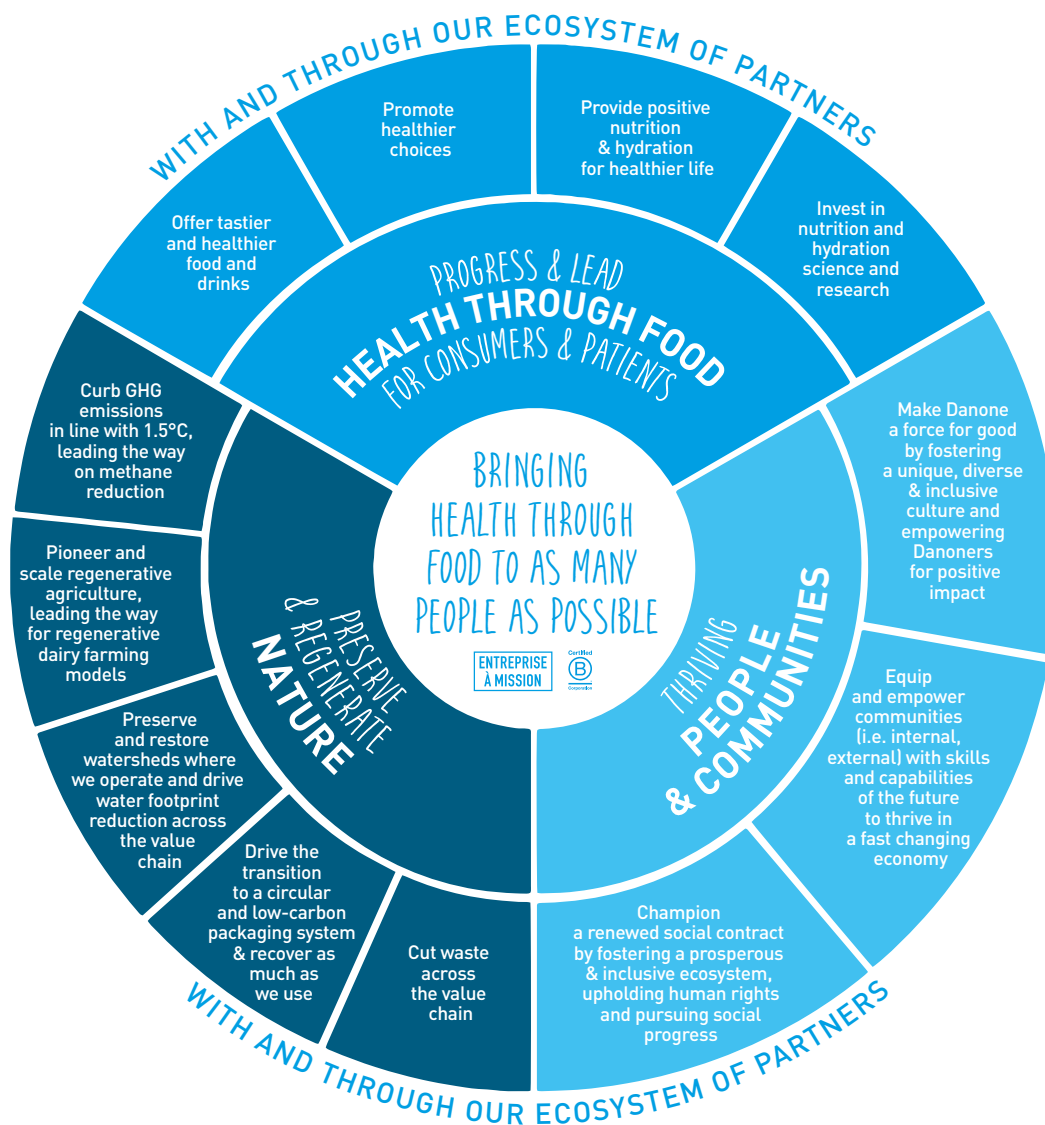 WITH AND THROUGH OUR ECOSYSTEM OF PARTNERS
Promote
healthier
choices
Provide positive
nutrition
& hydration
for healthier life
Offer tastier
and healthier
food and
drinks
Invest in
nutrition and
hydration
science and
research
PROGRESS & LEAD
HEALTH THROUGH FOOD
FOR CONSUMERS & PATIENTS
Curb GHG
emissions
in line with 1.5°C,
leading the way
on methane
reduction
Pioneer and
scale regenerative
agriculture,
leading the way
for regenerative
dairy farming
models
Preserve
and restore
watersheds where
we operate and drive
water footprint
reduction across
the value
chain
Drive the
transition
to a circular
and low-carbon
packaging system
& recover as
much as
we use
Cut waste
across
the value
chain
PRESERVE
& REGENERATE
NATURE
BRINGING
HEALTH THROUGH
FOOD TO AS MANY
PEOPLE AS POSSIBLE
ENTREPRISE
À MISSION
Certified
B
Corporation
THRIVING
PEOPLE
& COMMUNITIES
Make Danone
a force for good
by fostering
a unique, diverse
& inclusive
culture and
empowering
Danoners
for positive
impact
Equip
and empower
communities
(i.e. internal,
external) with skills
and capabilities
of the future
to thrive in
a fast changing
economy
Champion
a renewed social contract
by fostering a prosperous
& inclusive ecosystem,
upholding human rights
and pursuing social
progress
WITH AND THROUGH OUR ECOSYSTEM OF PARTNERS